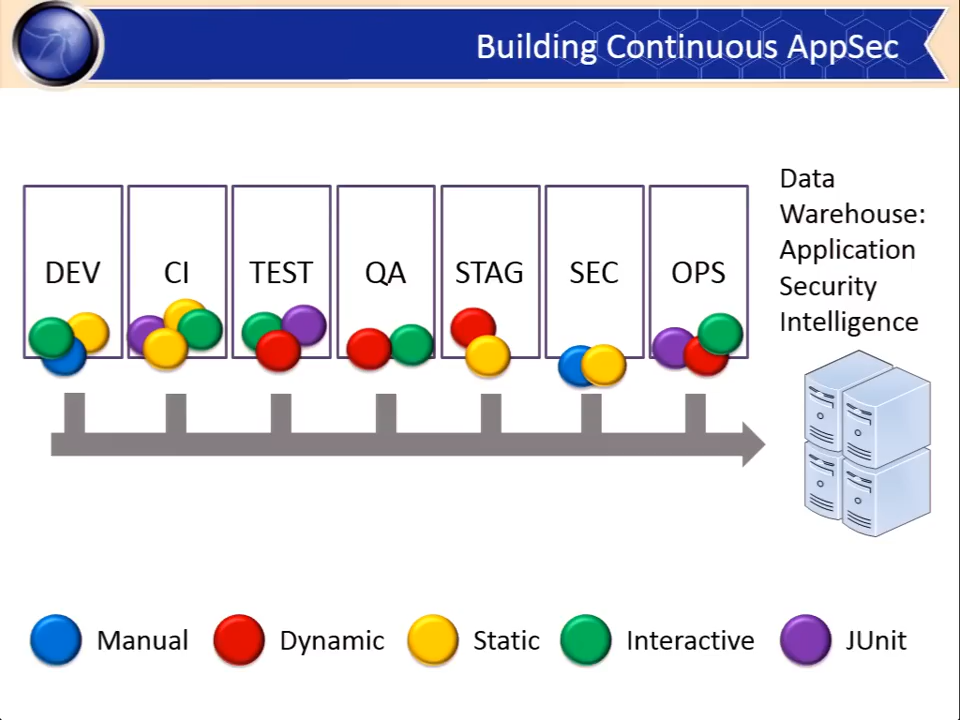 Building Continuous AppSec
DEV
CI
TEST
QA
STAG
SEC
OPS
Data
Warehouse:
Application
Security
Intelligence
Manual
Dynamic
Static
Interactive
JUnit